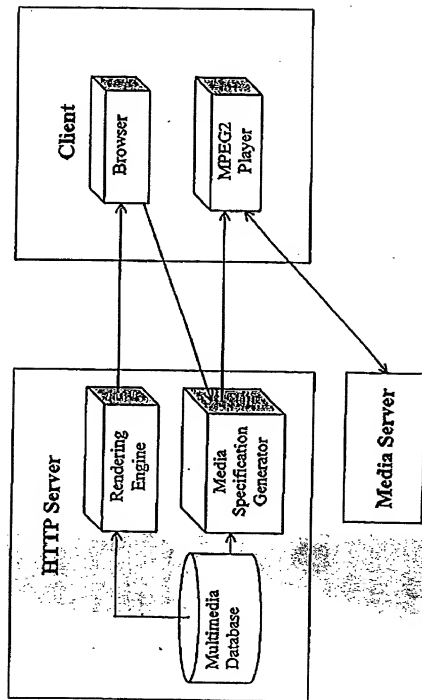 HTTP Server
Rendering
Engine
Multimedia
Database
Media
Specification
Generator
Media Server
Client
Browser
MPEG2
Player